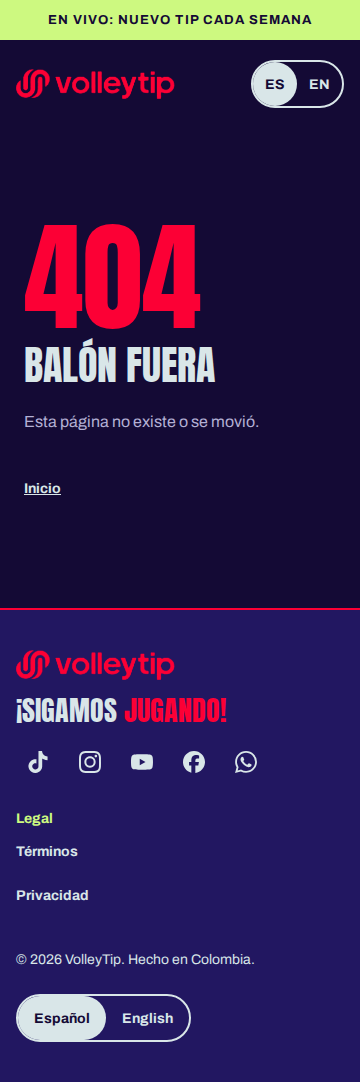 EN VIVO: NUEVO TIP CADA SEMANA
volleytip
ES EN
404
BALÓN FUERA
Esta página no existe o se movió.
Inicio
volleytip
¡SIGAMOS JUGANDO!
Legal
Términos
Privacidad
© 2026 VolleyTip. Hecho en Colombia.
Español English